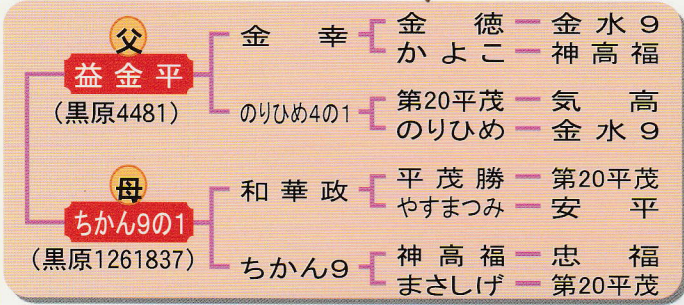 父
益金平
(黒原4481)
金幸
金徳
金水9
かよこ
神高福
のりひめ4の1
第20平茂
気高
のりひめ
金水9
母
ちかん9の1
(黒原1261837)
和華政
平茂勝
第20平茂
やすまつみ
安平
ちかん9
神高福
忠福
まさしげ
第20平茂